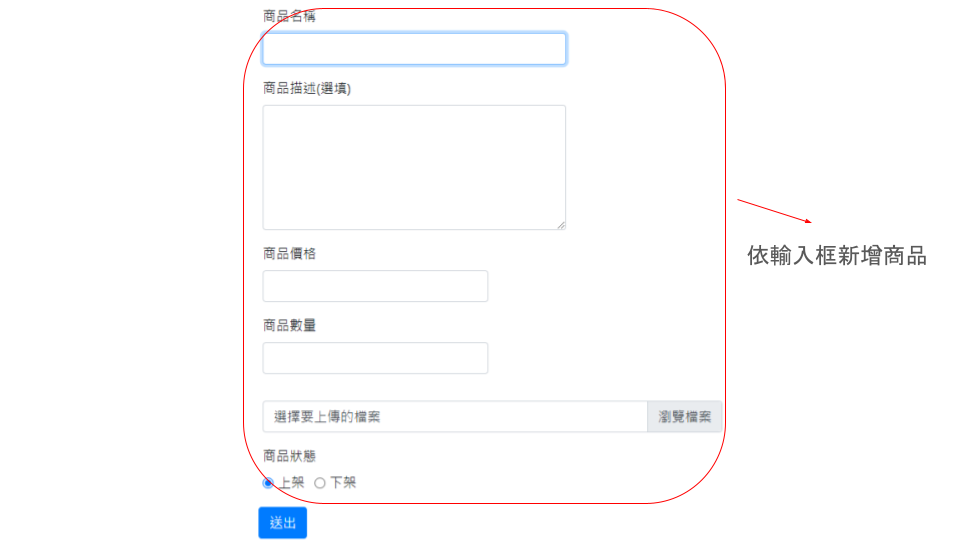 商品名稱
商品描述(選填)
商品價格
商品數量
選擇要上傳的檔案 瀏覽檔案
商品狀態
上架 下架
送出
依輸入框新增商品